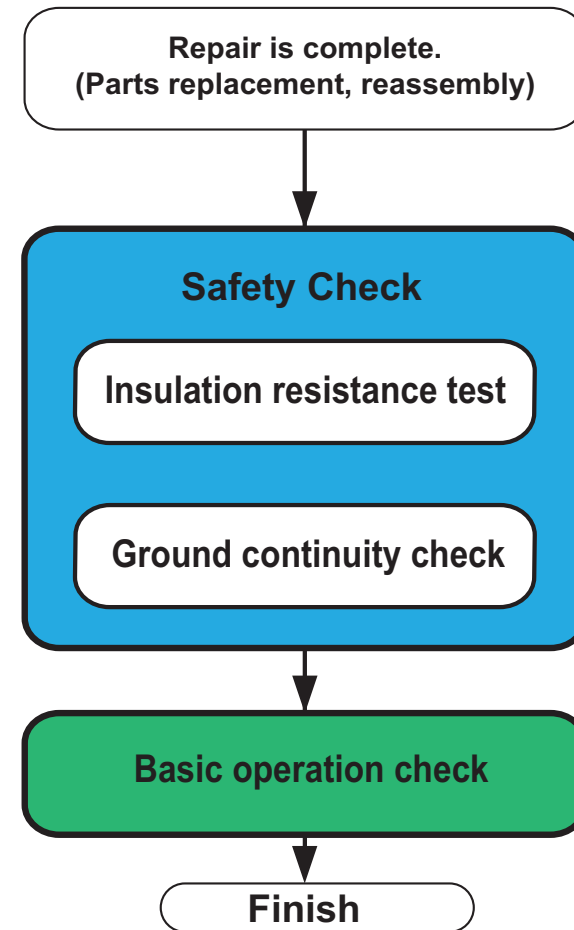 Repair is complete.
(Parts replacement, reassembly)
Safety Check
Insulation resistance test
Ground continuity check
Basic operation check
Finish